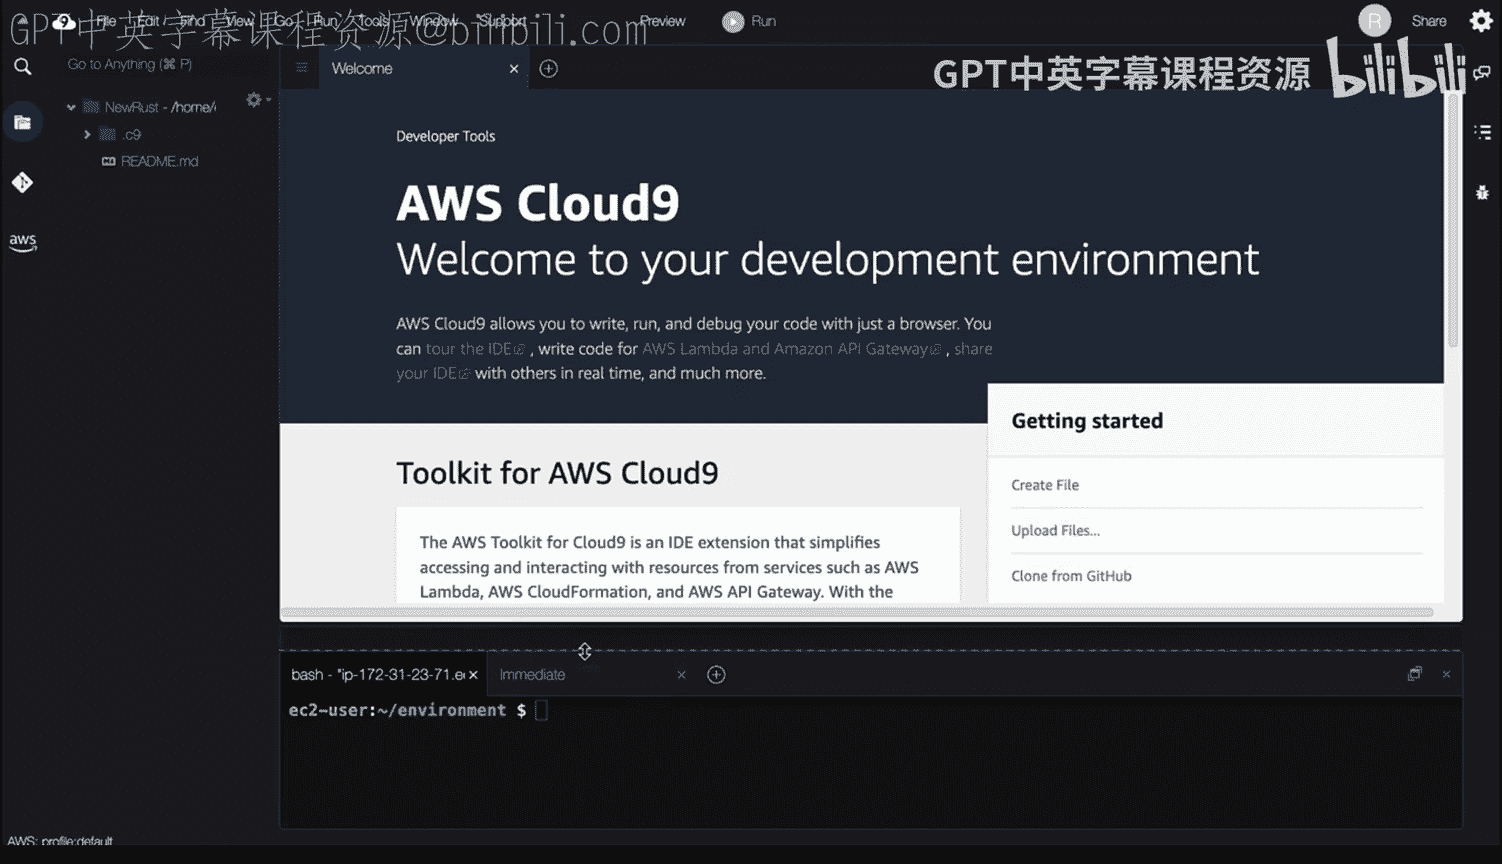 File Edit Find View Go Run Tools Window Support Preview Run R Share
GPT中英字幕课程资源@bilibili.com
Go to Anything (⌘ P)
Welcome
GPT中英字幕课程资源 bilibili
NewRust - /home/
.c9
README.md
aws
Developer Tools
AWS Cloud9
Welcome to your development environment
AWS Cloud9 allows you to write, run, and debug your code with just a browser. You
can tour the IDE, write code for AWS Lambda and Amazon API Gateway, share
your IDE with others in real time, and much more.
Getting started
Create File
Upload Files...
Clone from GitHub
Toolkit for AWS Cloud9
The AWS Toolkit for Cloud9 is an IDE extension that simplifies
accessing and interacting with resources from services such as AWS
Lambda, AWS CloudFormation, and AWS API Gateway. With the
bash - "ip-172-31-23-71.e
Immediate
ec2-user:~/environment $
AWS: profile:default